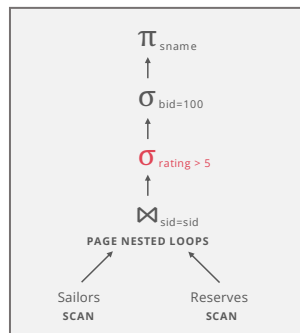 π sname
σ bid=100
σ rating > 5
⋈ sid=sid
PAGE NESTED LOOPS
Sailors Reserves
SCAN SCAN